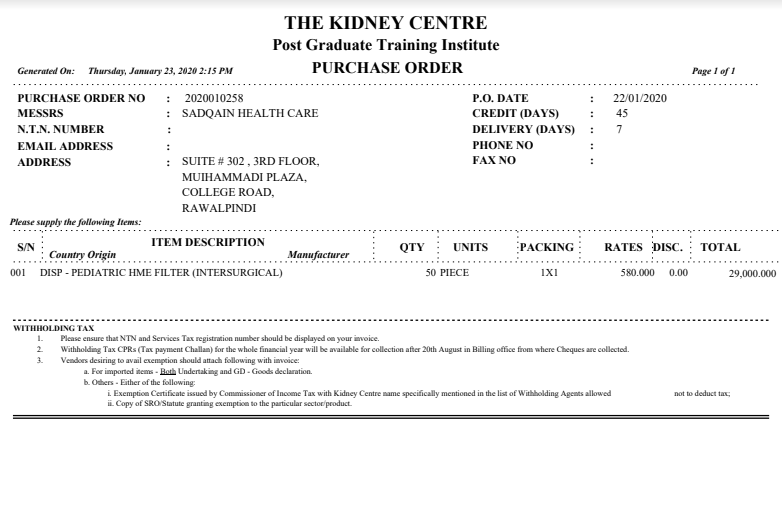 THE KIDNEY CENTRE
Post Graduate Training Institute
Generated On: Thursday, January 23, 2020 2:15 PM PURCHASE ORDER Page 1 of 1
PURCHASE ORDER NO : 2020010258 P.O. DATE : 22/01/2020
MESSRS : SADQAIN HEALTH CARE CREDIT (DAYS) : 45
N.T.N. NUMBER : DELIVERY (DAYS) : 7
EMAIL ADDRESS : PHONE NO :
ADDRESS : SUITE # 302 , 3RD FLOOR, FAX NO :
MUIHAMMADI PLAZA,
COLLEGE ROAD,
RAWALPINDI
Please supply the following Items:
S/N ITEM DESCRIPTION QTY UNITS PACKING RATES DISC. TOTAL
Country Origin Manufacturer
001 DISP - PEDIATRIC HME FILTER (INTERSURGICAL) 50 PIECE 1X1 580.000 0.00 29,000.000
WITHHOLDING TAX
1. Please ensure that NTN and Services Tax registration number should be displayed on your invoice.
2. Withholding Tax CPRs (Tax payment Challan) for the whole financial year will be available for collection after 20th August in Billing office from where Cheques are collected.
3. Vendors desiring to avail exemption should attach following with invoice:
a. For imported items - Both Undertaking and GD - Goods declaration.
b. Others - Either of the following:
i. Exemption Certificate issued by Commissioner of Income Tax with Kidney Centre name specifically mentioned in the list of Withholding Agents allowed not to deduct tax;
ii. Copy of SRO/Statute granting exemption to the particular sector/product.